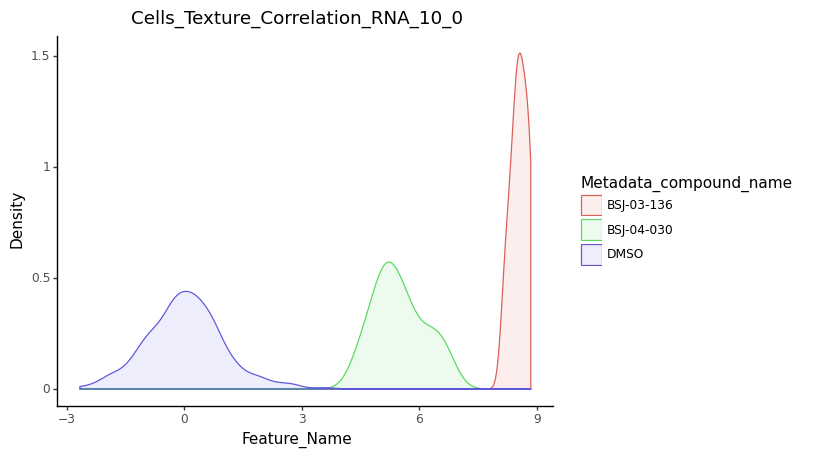 Cells_Texture_Correlation_RNA_10_0
1.5
1
0.5
0
Density
−3
0
3
6
9
Feature_Name
Metadata_compound_name
BSJ-03-136
BSJ-04-030
DMSO